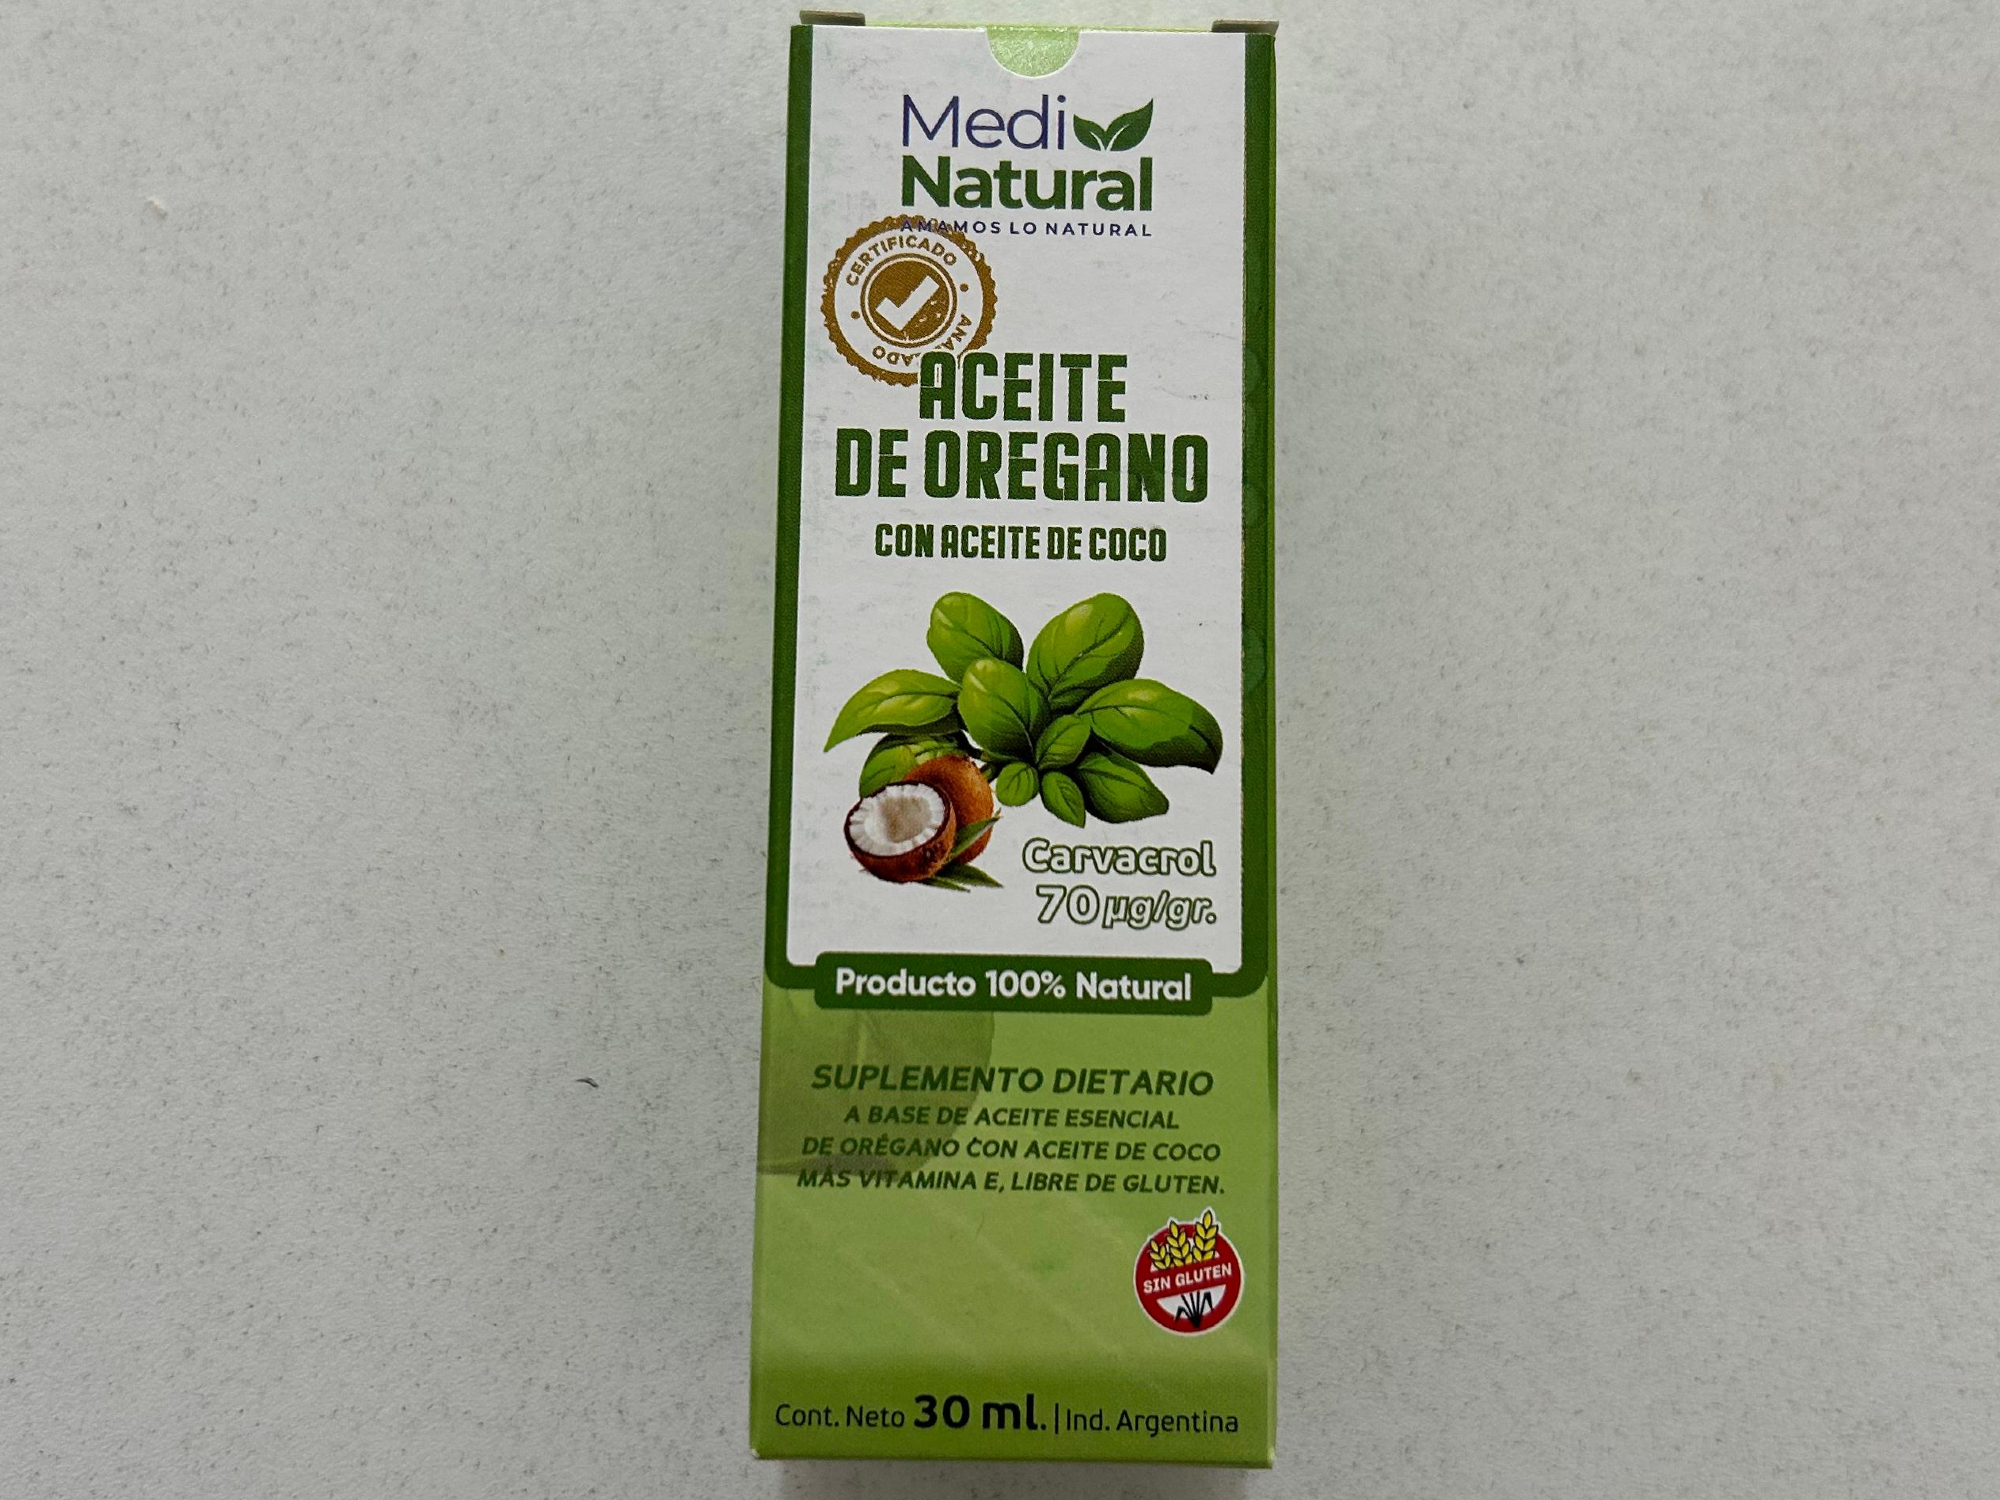 Medi
Natural
AMAMOS LO NATURAL
CERTIFICADO
ACEITE
DE OREGANO
CON ACEITE DE COCO
Carvacrol
70 µg/gr.
Producto 100% Natural
SUPLEMENTO DIETARIO
A BASE DE ACEITE ESENCIAL
DE ORÉGANO CON ACEITE DE COCO
MÁS VITAMINA E, LIBRE DE GLUTEN.
SIN GLUTEN
Cont. Neto 30 ml. | Ind. Argentina